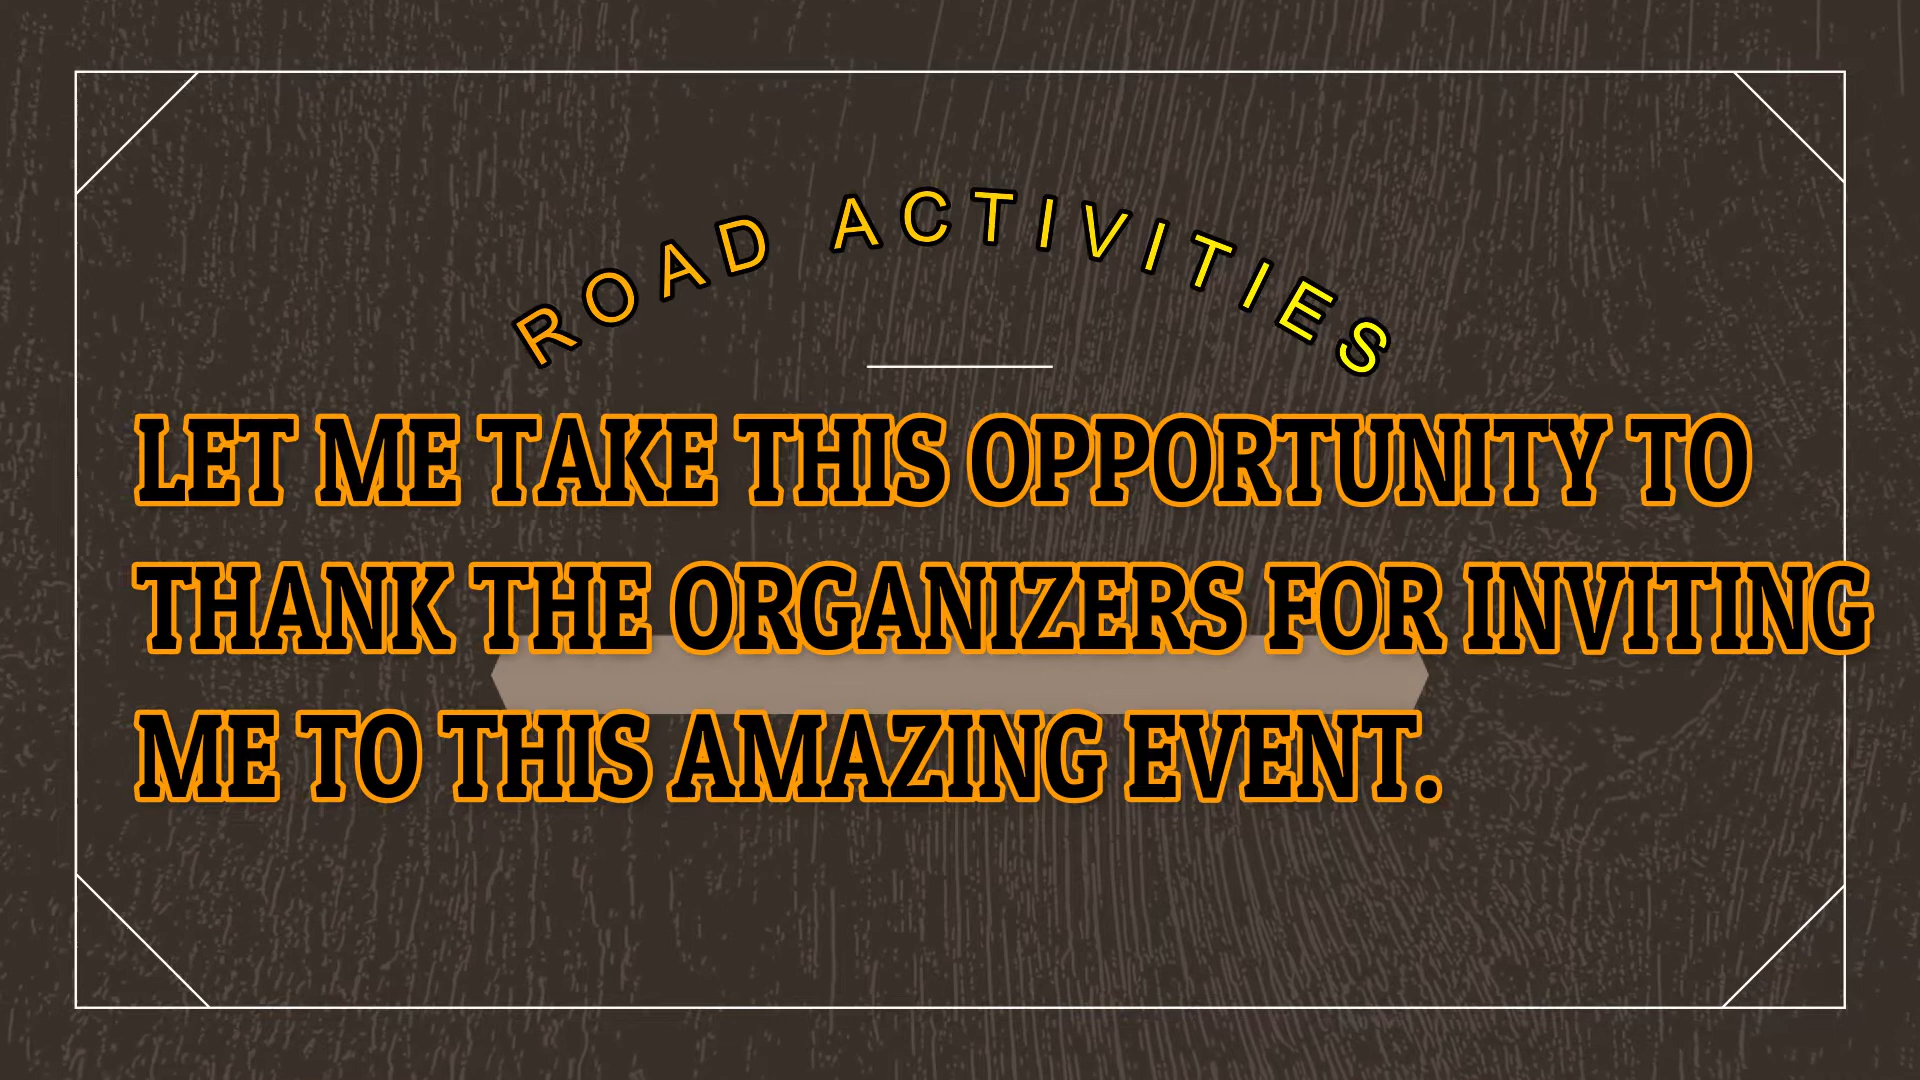 ROAD ACTIVITIES
LET ME TAKE THIS OPPORTUNITY TO
THANK THE ORGANIZERS FOR INVITING
ME TO THIS AMAZING EVENT.